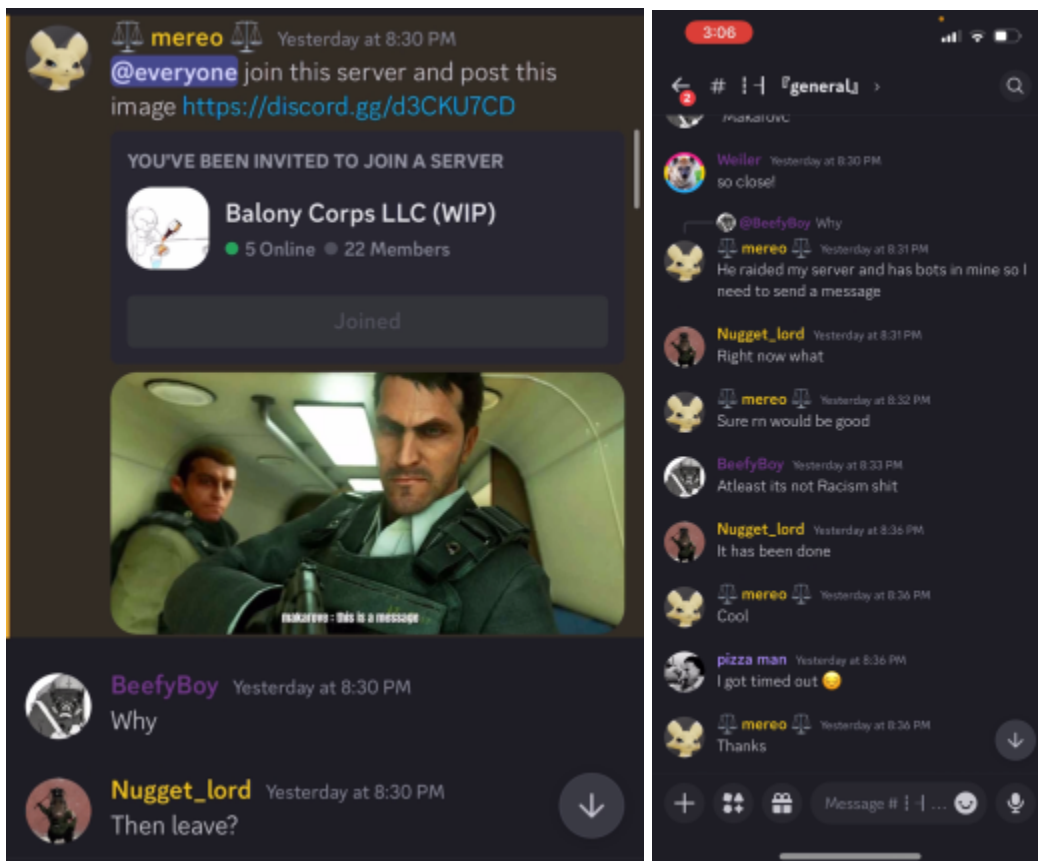 mereo Yesterday at 8:30 PM
@everyone join this server and post this
image https://discord.gg/d3CKU7CD
YOU'VE BEEN INVITED TO JOIN A SERVER
Balony Corps LLC (WIP)
5 Online 22 Members
Joined
makarove : this is a message
BeefyBoy Yesterday at 8:30 PM
Why
Nugget_lord Yesterday at 8:30 PM
Then leave?
3:06
2
# 『general』 >
Makarovc
Weiler Yesterday at 8:30 PM
so close!
@BeefyBoy Why
mereo Yesterday at 8:31 PM
He raided my server and has bots in mine so I
need to send a message
Nugget_lord Yesterday at 8:31 PM
Right now what
mereo Yesterday at 8:32 PM
Sure rn would be good
BeefyBoy Yesterday at 8:33 PM
Atleast its not Racism shit
Nugget_lord Yesterday at 8:36 PM
It has been done
mereo Yesterday at 8:36 PM
Cool
pizza man Yesterday at 8:36 PM
I got timed out
mereo Yesterday at 8:36 PM
Thanks
Message # ...